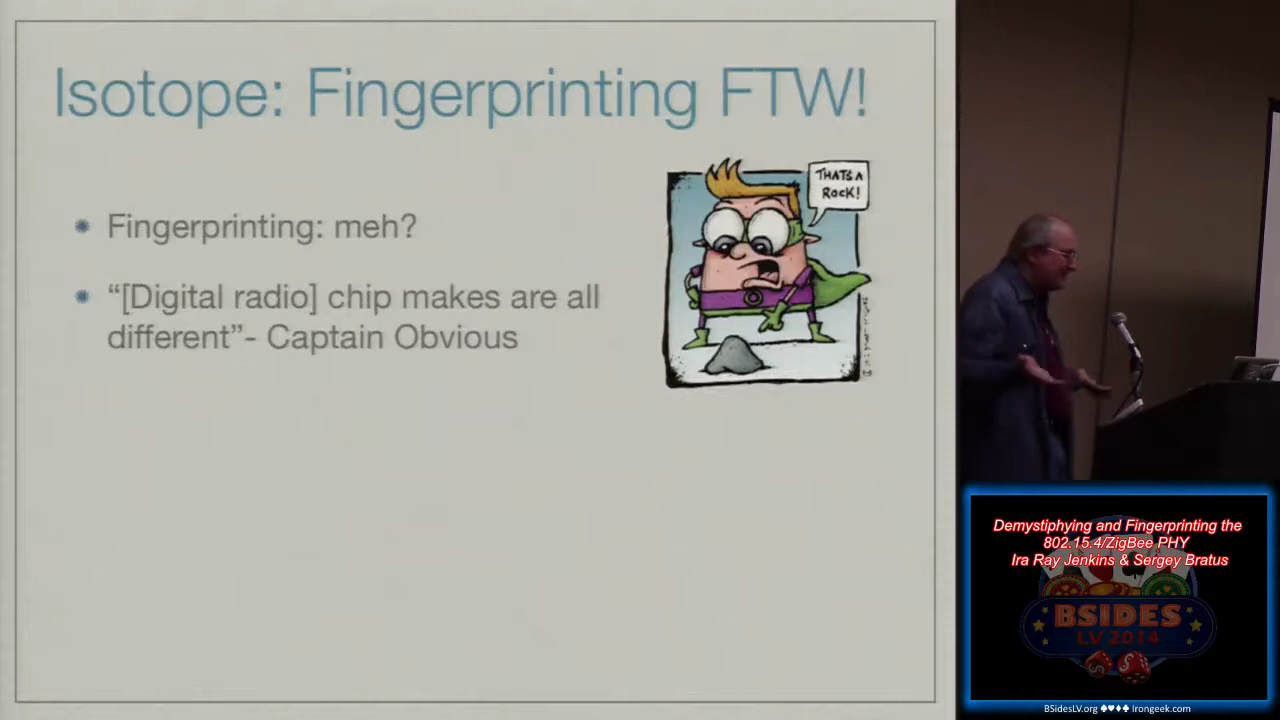 Isotope: Fingerprinting FTW!
THATS A
ROCK!
Fingerprinting: meh?
“[Digital radio] chip makes are all
different”- Captain Obvious
Demystiphying and Fingerprinting the
802.15.4/ZigBee PHY
Ira Ray Jenkins & Sergey Bratus
BSIDES
LV 2014
BSidesLV.org ♠♥♦♣ Irongeek.com